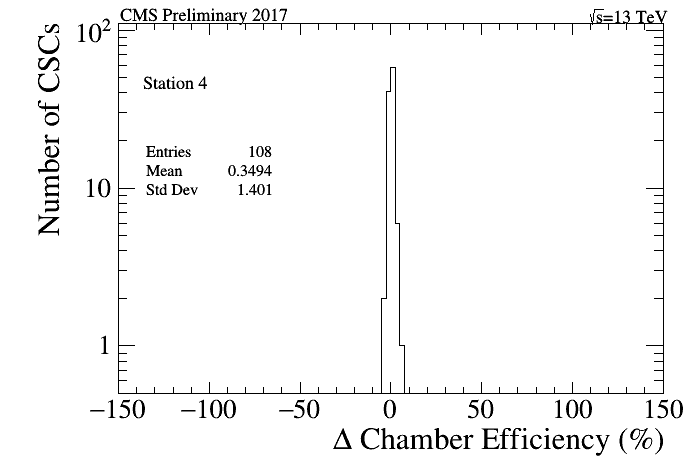 CMS Preliminary 2017
√s=13 TeV
10²
Number of CSCs
Station 4
Entries 108
Mean 0.3494
Std Dev 1.401
10
1
−150 −100 −50 0 50 100 150
Δ Chamber Efficiency (%)